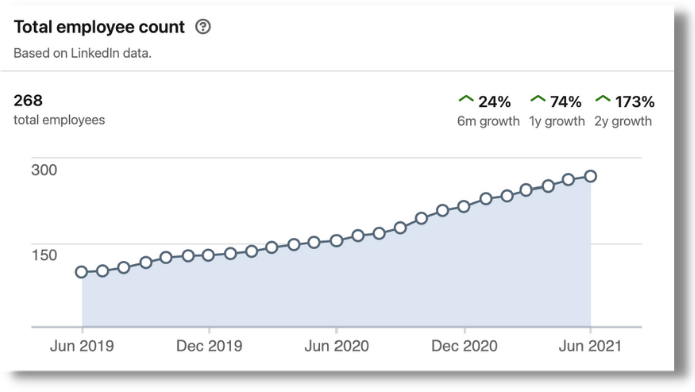 Total employee count ?
Based on LinkedIn data.
268
total employees
24% 74% 173%
6m growth 1y growth 2y growth
300
150
Jun 2019 Dec 2019 Jun 2020 Dec 2020 Jun 2021